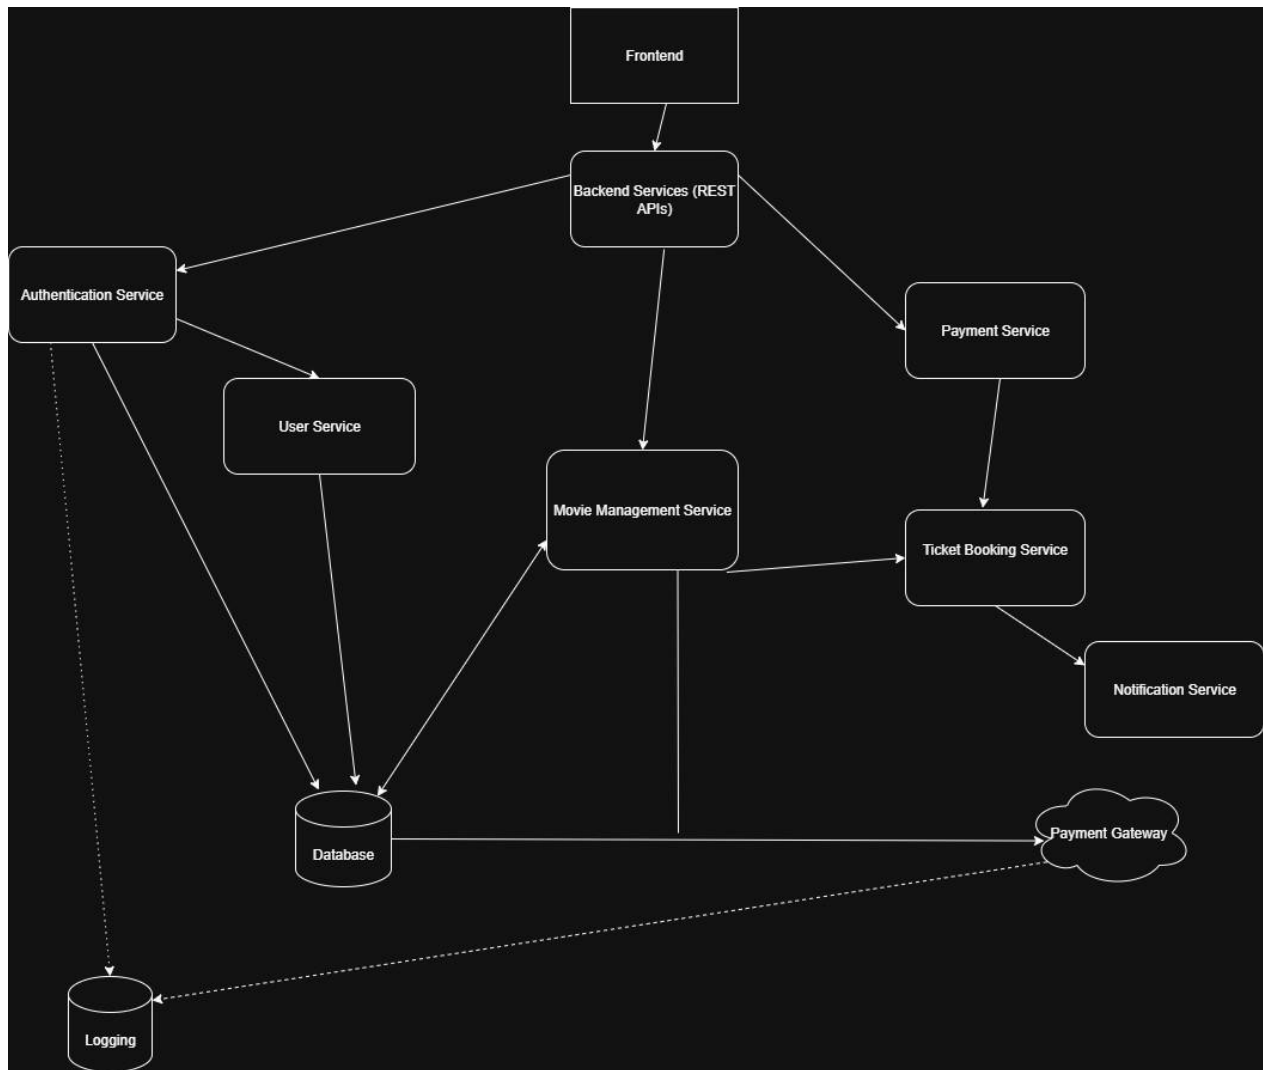 Frontend
Backend Services (REST
APIs)
Authentication Service
Payment Service
User Service
Movie Management Service
Ticket Booking Service
Notification Service
Payment Gateway
Database
Logging